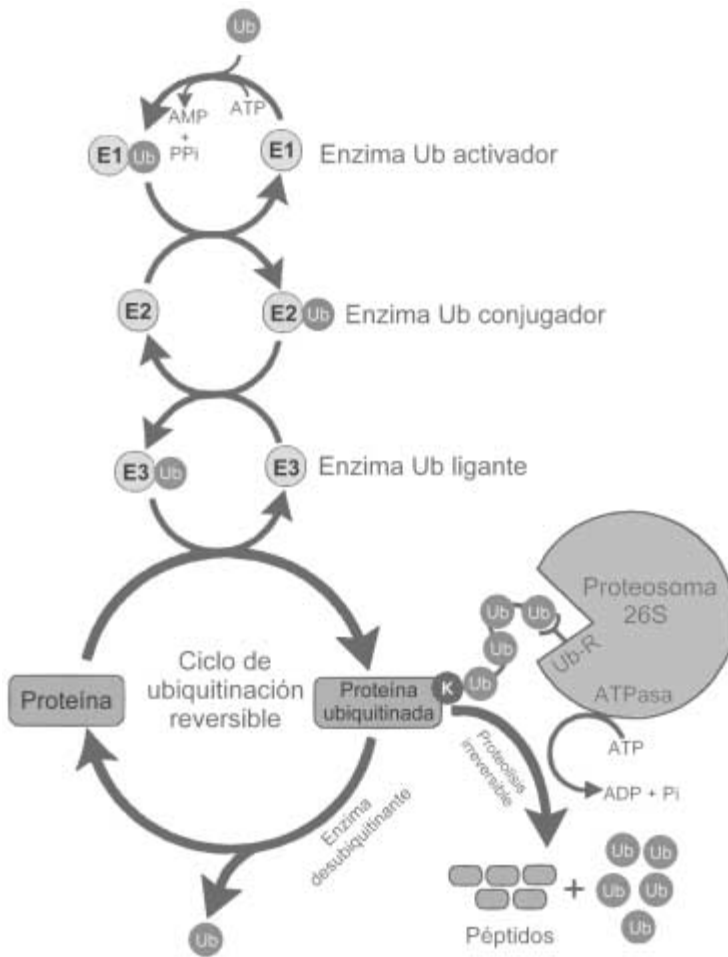 Ub
AMP
+
PPi
ATP
E1
Ub
E1
Enzima Ub activador
E2
E2
Ub
Enzima Ub conjugador
E3
Ub
E3
Enzima Ub ligante
Proteína
Ciclo de
ubiquitinación
reversible
Proteína
ubiquitinada
K
Ub
Ub
Ub
Ub
Ub-R
Proteosoma
26S
ATPasa
ATP
ADP + Pi
Proteolísis
irreversible
Enzima
desubiquitinante
Ub
Péptidos
+
Ub
Ub
Ub
Ub
Ub